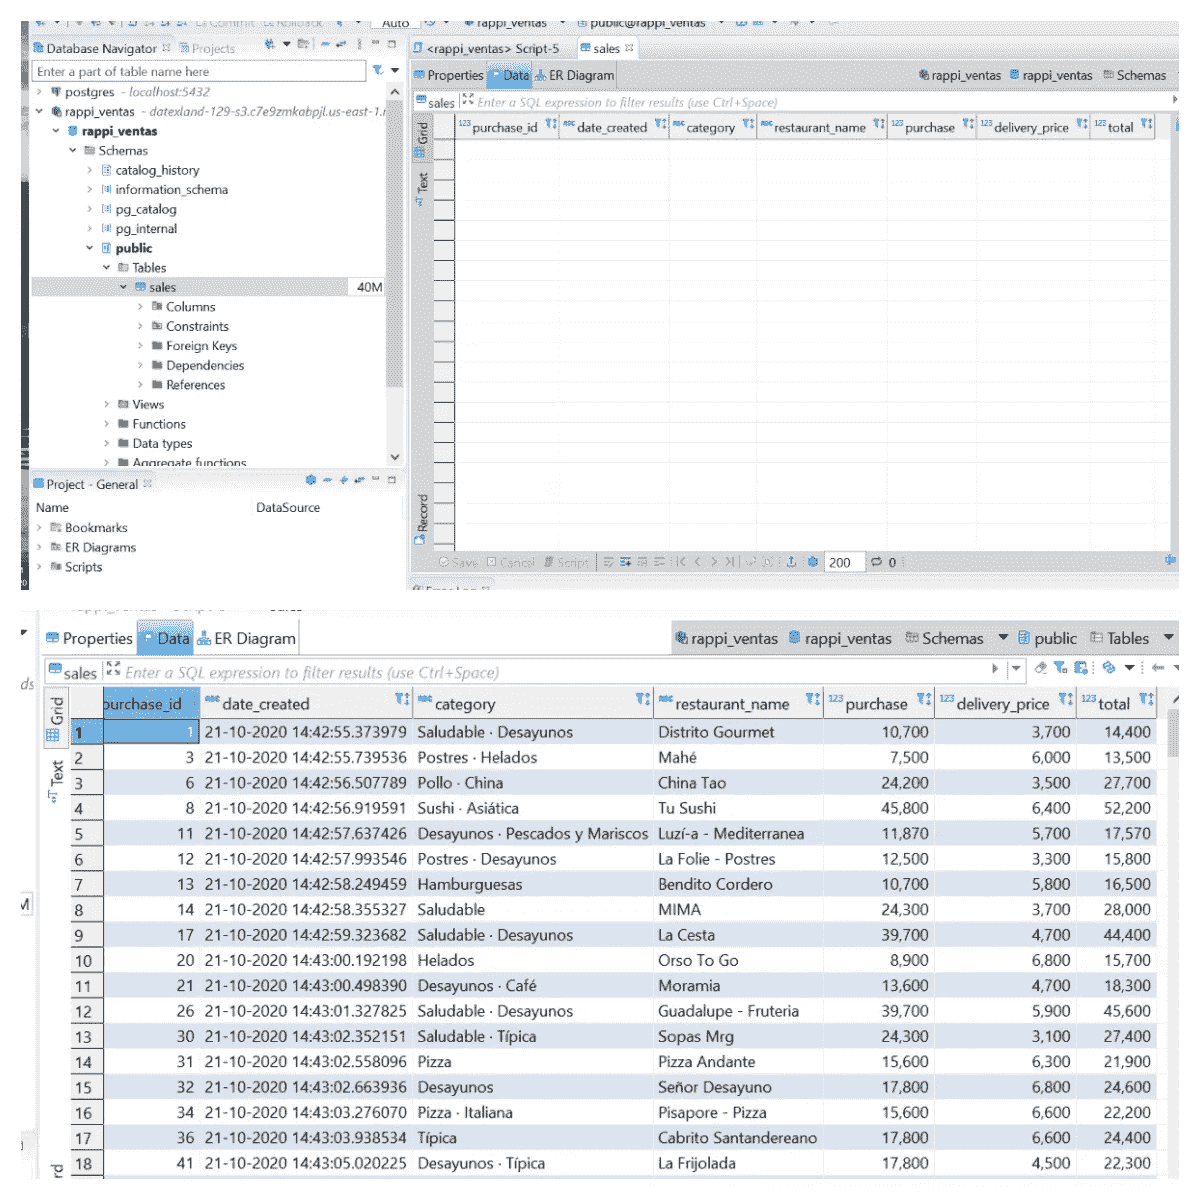 Auto rappi_ventas public@rappi_ventas
Database Navigator Projects
Enter a part of table name here
postgres - localhost:5432
rappi_ventas - datexland-129-s3.c7e9zmkabpjl.us-east-1.r
rappi_ventas
Schemas
catalog_history
information_schema
pg_catalog
pg_internal
public
Tables
sales 40M
Columns
Constraints
Foreign Keys
Dependencies
References
Views
Functions
Data types
Aggregate functions
Project - General
Name DataSource
Bookmarks
ER Diagrams
Scripts
<rappi_ventas> Script-5 sales
Properties Data ER Diagram rappi_ventas rappi_ventas Schemas
sales Enter a SQL expression to filter results (use Ctrl+Space)
Grid
Text
Record
123 purchase_id ABC date_created ABC category ABC restaurant_name 123 purchase 123 delivery_price 123 total
Save Cancel Script 200 0
Properties Data ER Diagram rappi_ventas rappi_ventas Schemas public Tables
sales Enter a SQL expression to filter results (use Ctrl+Space)
Grid
Text
purchase_id ABC date_created ABC category ABC restaurant_name 123 purchase 123 delivery_price 123 total
1 1 21-10-2020 14:42:55.373979 Saludable · Desayunos Distrito Gourmet 10,700 3,700 14,400
2 3 21-10-2020 14:42:55.739536 Postres · Helados Mahé 7,500 6,000 13,500
3 6 21-10-2020 14:42:56.507789 Pollo · China China Tao 24,200 3,500 27,700
4 8 21-10-2020 14:42:56.919591 Sushi · Asiática Tu Sushi 45,800 6,400 52,200
5 11 21-10-2020 14:42:57.637426 Desayunos · Pescados y Mariscos Luzí-a - Mediterranea 11,870 5,700 17,570
6 12 21-10-2020 14:42:57.993546 Postres · Desayunos La Folie - Postres 12,500 3,300 15,800
7 13 21-10-2020 14:42:58.249459 Hamburguesas Bendito Cordero 10,700 5,800 16,500
8 14 21-10-2020 14:42:58.355327 Saludable MIMA 24,300 3,700 28,000
9 17 21-10-2020 14:42:59.323682 Saludable · Desayunos La Cesta 39,700 4,700 44,400
10 20 21-10-2020 14:43:00.192198 Helados Orso To Go 8,900 6,800 15,700
11 21 21-10-2020 14:43:00.498390 Desayunos · Café Moramia 13,600 4,700 18,300
12 26 21-10-2020 14:43:01.327825 Saludable · Desayunos Guadalupe - Fruteria 39,700 5,900 45,600
13 30 21-10-2020 14:43:02.352151 Saludable · Típica Sopas Mrg 24,300 3,100 27,400
14 31 21-10-2020 14:43:02.558096 Pizza Pizza Andante 15,600 6,300 21,900
15 32 21-10-2020 14:43:02.663936 Desayunos Señor Desayuno 17,800 6,800 24,600
16 34 21-10-2020 14:43:03.276070 Pizza · Italiana Pisapore - Pizza 15,600 6,600 22,200
17 36 21-10-2020 14:43:03.938534 Típica Cabrito Santandereano 17,800 6,600 24,400
18 41 21-10-2020 14:43:05.020225 Desayunos · Típica La Frijolada 17,800 4,500 22,300